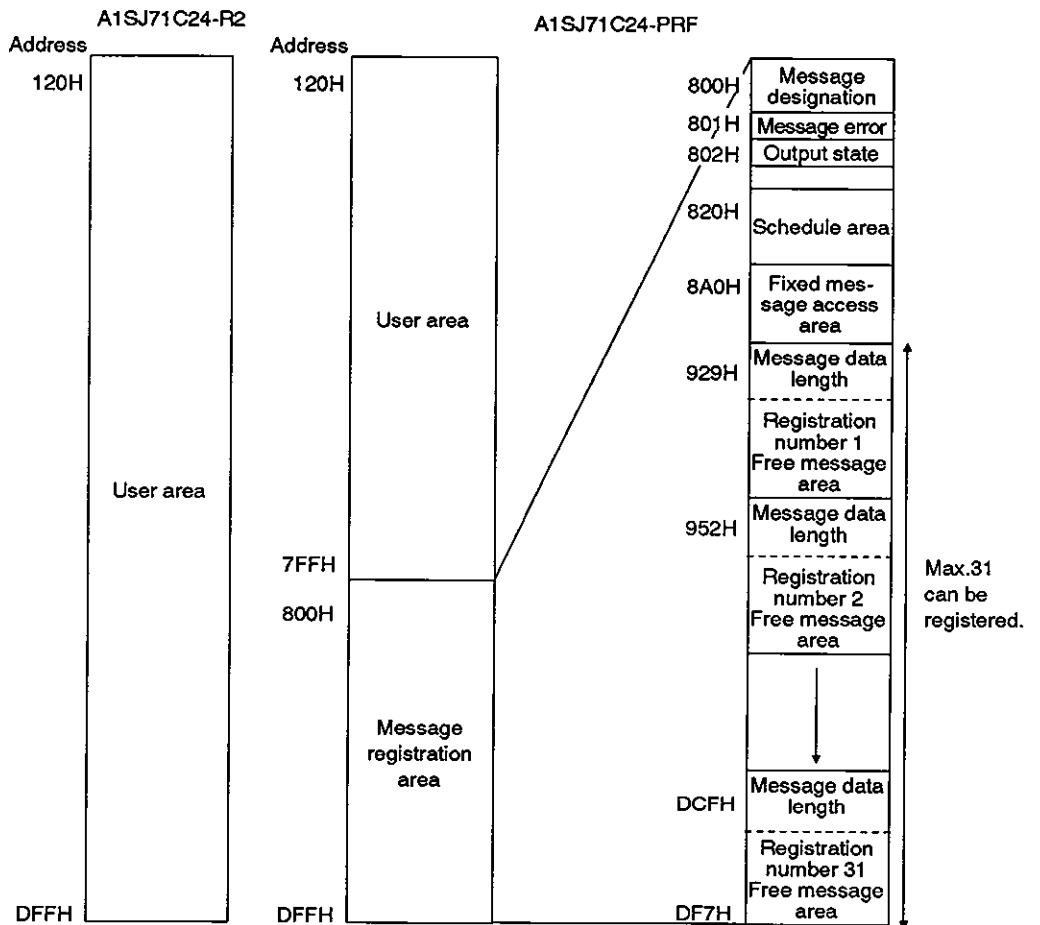 A1SJ71C24-R2
Address
120H
User area
DFFH
A1SJ71C24-PRF
Address
120H
User area
7FFH
800H
Message
registration
area
DFFH
800H
Message
designation
801H
Message error
802H
Output state
820H
Schedule area
8A0H
Fixed mes-
sage access
area
929H
Message data
length
Registration
number 1
Free message
area
952H
Message data
length
Registration
number 2
Free message
area
DCFH
Message data
length
Registration
number 31
Free message
area
DF7H
Max.31
can be
registered.